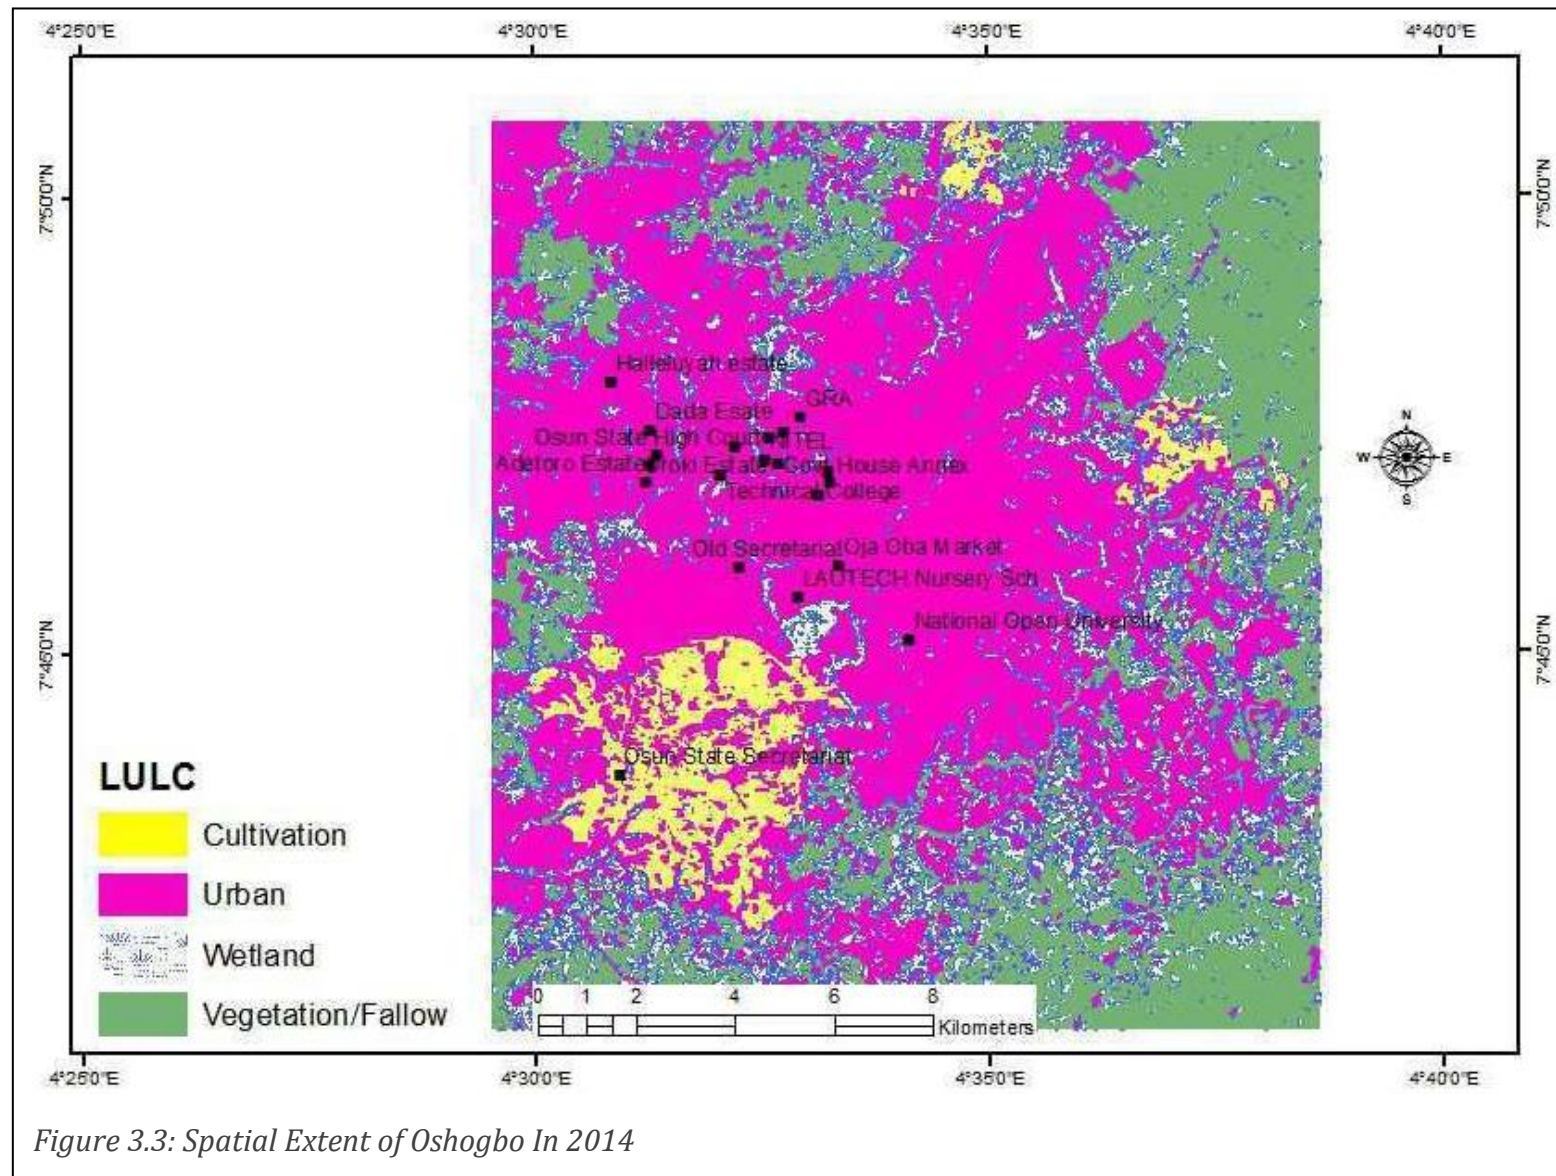 4°25'0"E 4°30'0"E 4°35'0"E 4°40'0"E
7°50'0"N 7°50'0"N
Halleluyah estate
GRA
Dada Esate
Osun State High Court NITEL
Adetoro Estate Oroki Estate Govt House Annex
Technical College
Old Secretariat Oja Oba Market
LAUTECH Nursery Sch
National Open University
7°45'0"N 7°45'0"N
Osun State Secretariat
N
W E
S
LULC
Cultivation
Urban
Wetland
Vegetation/Fallow
0 1 2 4 6 8
Kilometers
4°25'0"E 4°30'0"E 4°35'0"E 4°40'0"E
Figure 3.3: Spatial Extent of Oshogbo In 2014